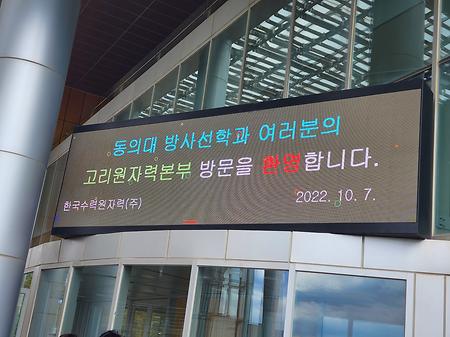 동의대 방사선학과 여러분의
고리원자력본부 방문을 환영합니다.
한국수력원자력(주) 2022. 10. 7.